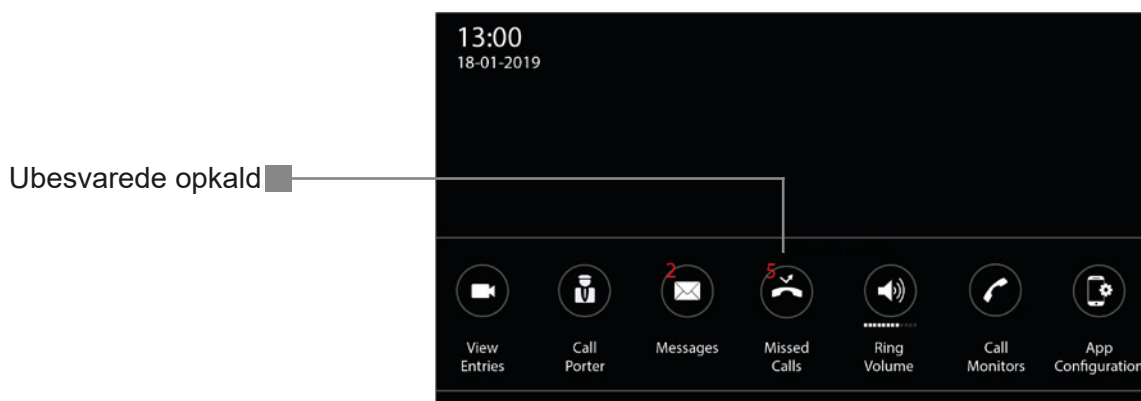 13:00
18-01-2019
Ubesvarede opkald
2
5
View
Entries
Call
Porter
Messages
Missed
Calls
Ring
Volume
Call
Monitors
App
Configuration